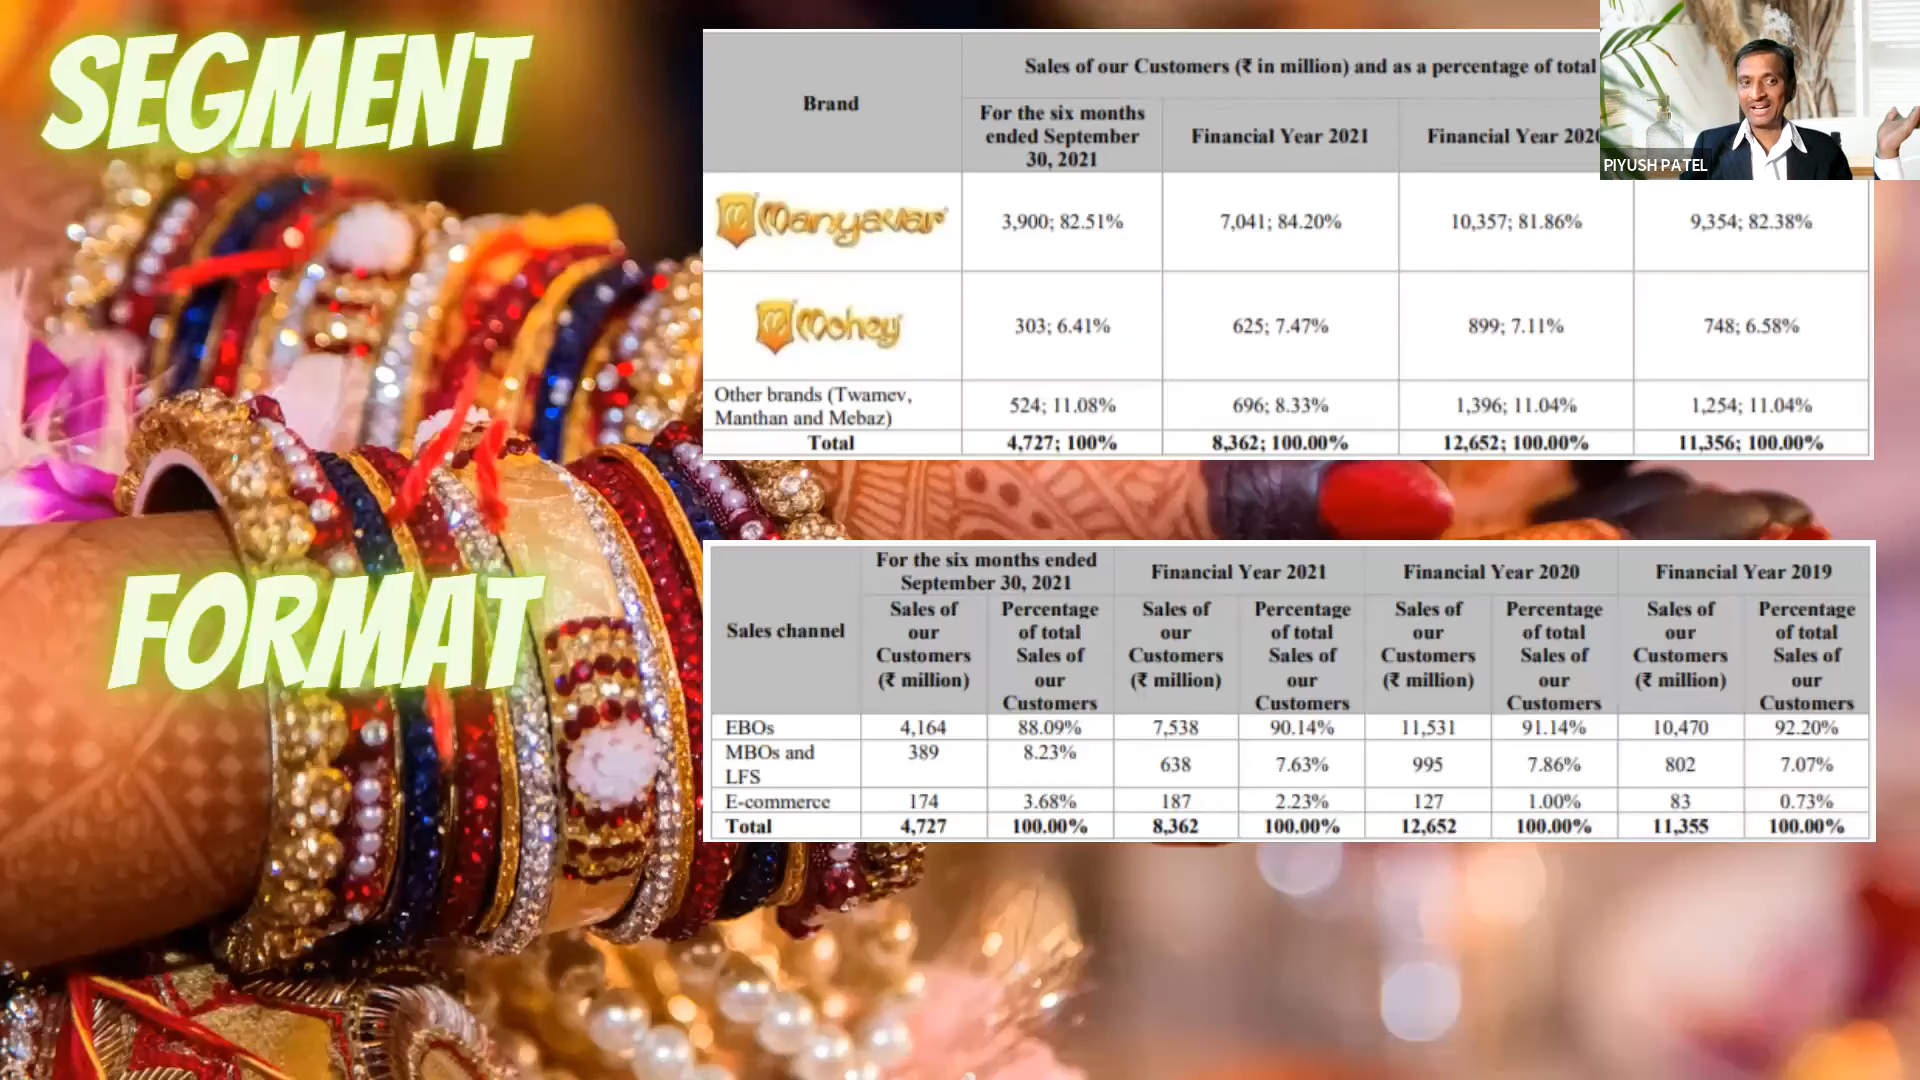 SEGMENT
Brand
Sales of our Customers (₹ in million) and as a percentage of total
For the six months
ended September
30, 2021
Financial Year 2021
Financial Year 2020
Manyavar
3,900; 82.51%
7,041; 84.20%
10,357; 81.86%
9,354; 82.38%
Mohey
303; 6.41%
625; 7.47%
899; 7.11%
748; 6.58%
Other brands (Twamev,
Manthan and Mebaz)
524; 11.08%
696; 8.33%
1,396; 11.04%
1,254; 11.04%
Total
4,727; 100%
8,362; 100.00%
12,652; 100.00%
11,356; 100.00%
PIYUSH PATEL
FORMAT
Sales channel
For the six months ended
September 30, 2021
Financial Year 2021
Financial Year 2020
Financial Year 2019
Sales of
our
Customers
(₹ million)
Percentage
of total
Sales of
our
Customers
Sales of
our
Customers
(₹ million)
Percentage
of total
Sales of
our
Customers
Sales of
our
Customers
(₹ million)
Percentage
of total
Sales of
our
Customers
Sales of
our
Customers
(₹ million)
Percentage
of total
Sales of
our
Customers
EBOs
4,164
88.09%
7,538
90.14%
11,531
91.14%
10,470
92.20%
MBOs and
LFS
389
8.23%
638
7.63%
995
7.86%
802
7.07%
E-commerce
174
3.68%
187
2.23%
127
1.00%
83
0.73%
Total
4,727
100.00%
8,362
100.00%
12,652
100.00%
11,355
100.00%